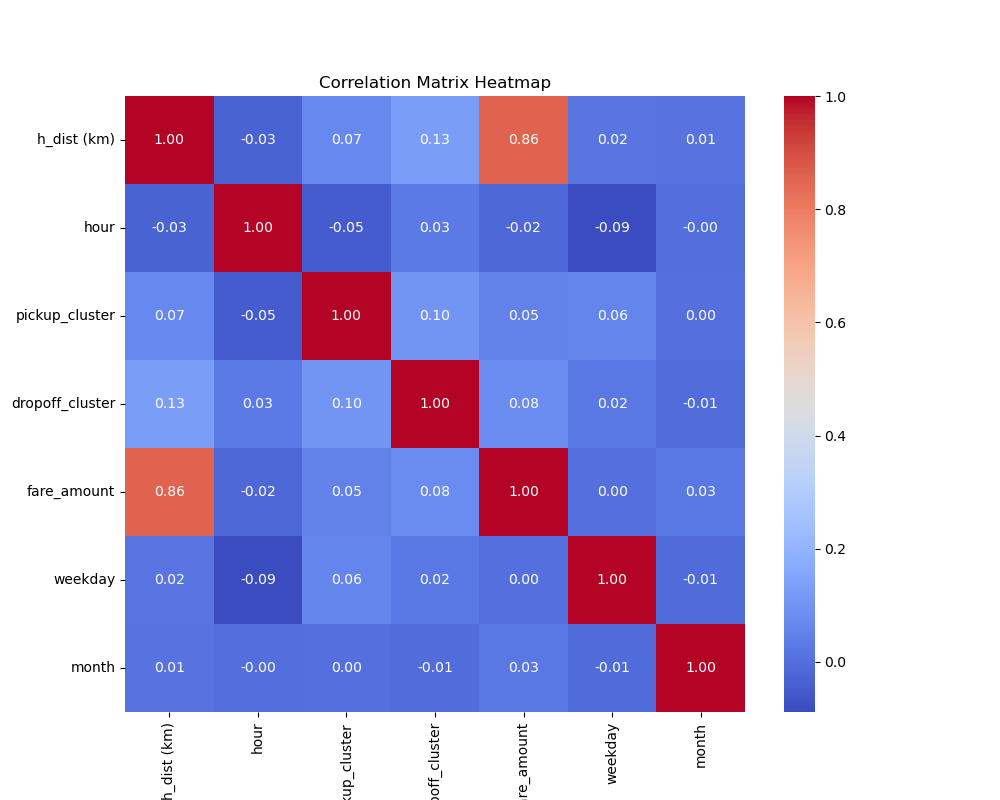 Correlation Matrix Heatmap
h_dist (km) 1.00 -0.03 0.07 0.13 0.86 0.02 0.01
hour -0.03 1.00 -0.05 0.03 -0.02 -0.09 -0.00
pickup_cluster 0.07 -0.05 1.00 0.10 0.05 0.06 0.00
dropoff_cluster 0.13 0.03 0.10 1.00 0.08 0.02 -0.01
fare_amount 0.86 -0.02 0.05 0.08 1.00 0.00 0.03
weekday 0.02 -0.09 0.06 0.02 0.00 1.00 -0.01
month 0.01 -0.00 0.00 -0.01 0.03 -0.01 1.00
h_dist (km)
hour
kup_cluster
poff_cluster
re_amount
weekday
month
1.0
0.8
0.6
0.4
0.2
0.0